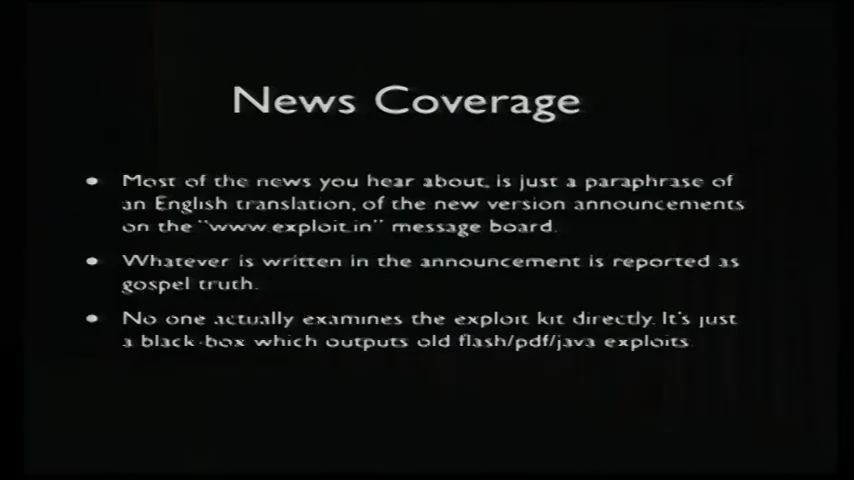 News Coverage
• Most of the news you hear about, is just a paraphrase of
an English translation, of the new version announcements
on the "www.exploit.in" message board.
• Whatever is written in the announcement is reported as
gospel truth.
• No one actually examines the exploit kit directly. It's just
a black-box which outputs old flash/pdf/java exploits